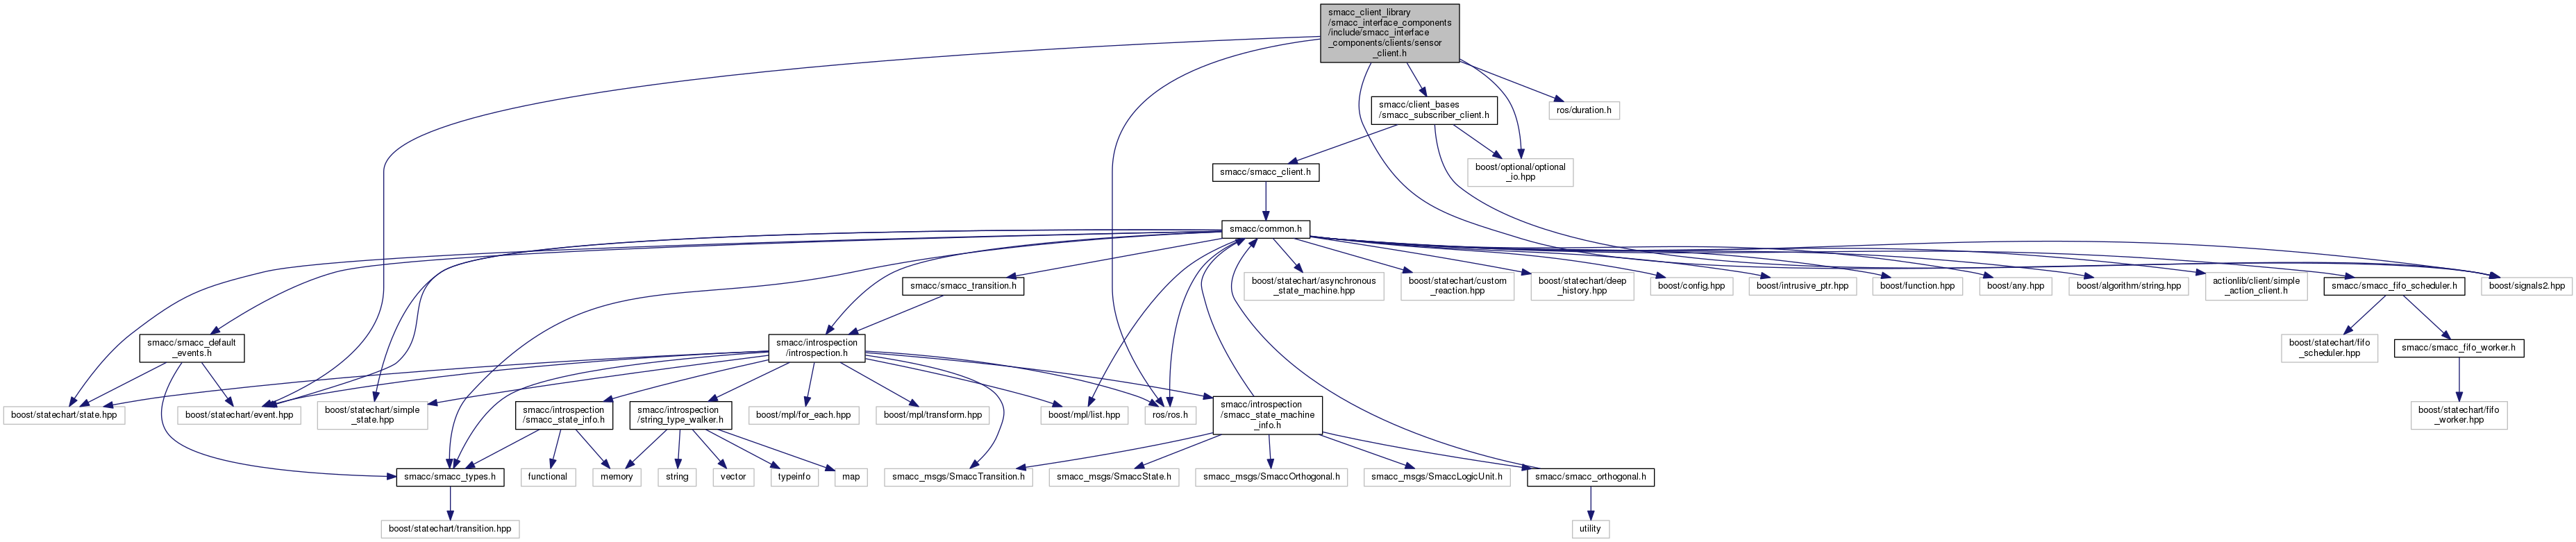 smacc_client_library
/smacc_interface_components
/include/smacc_interface
_components/clients/sensor
_client.h
smacc/client_bases
/smacc_subscriber_client.h
ros/duration.h
smacc/smacc_client.h
boost/optional/optional
_io.hpp
smacc/common.h
smacc/smacc_transition.h
boost/statechart/asynchronous
_state_machine.hpp
boost/statechart/custom
_reaction.hpp
boost/statechart/deep
_history.hpp
boost/config.hpp
boost/intrusive_ptr.hpp
boost/function.hpp
boost/any.hpp
boost/algorithm/string.hpp
actionlib/client/simple
_action_client.h
smacc/smacc_fifo_scheduler.h
boost/signals2.hpp
smacc/smacc_default
_events.h
smacc/introspection
/introspection.h
boost/statechart/fifo
_scheduler.hpp
smacc/smacc_fifo_worker.h
boost/statechart/state.hpp
boost/statechart/event.hpp
boost/statechart/simple
_state.hpp
smacc/introspection
/smacc_state_info.h
smacc/introspection
/string_type_walker.h
boost/mpl/for_each.hpp
boost/mpl/transform.hpp
boost/mpl/list.hpp
ros/ros.h
smacc/introspection
/smacc_state_machine
_info.h
boost/statechart/fifo
_worker.hpp
smacc/smacc_types.h
functional
memory
string
vector
typeinfo
map
smacc_msgs/SmaccTransition.h
smacc_msgs/SmaccState.h
smacc_msgs/SmaccOrthogonal.h
smacc_msgs/SmaccLogicUnit.h
smacc/smacc_orthogonal.h
boost/statechart/transition.hpp
utility